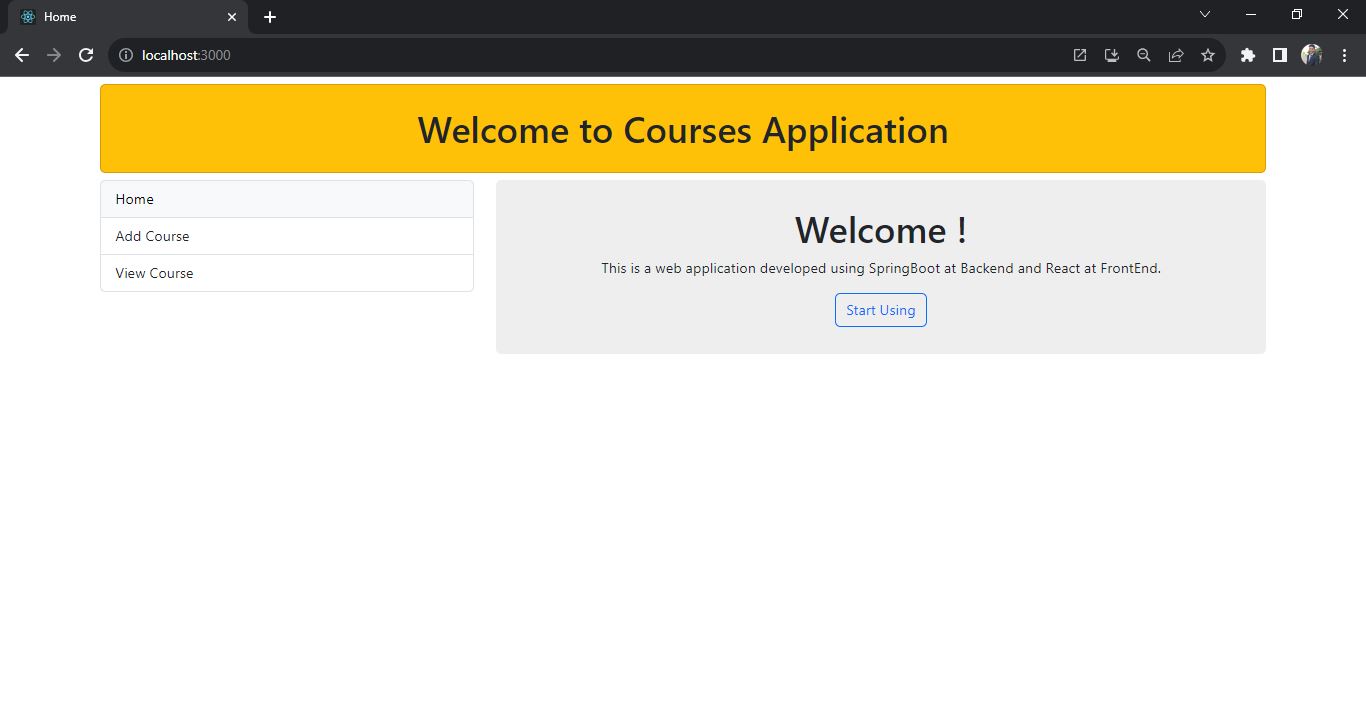 Home
localhost:3000
Welcome to Courses Application
Home
Add Course
View Course
Welcome !
This is a web application developed using SpringBoot at Backend and React at FrontEnd.
Start Using